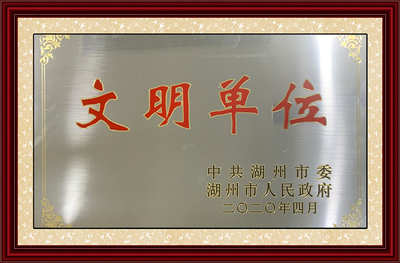 文明单位
中共湖州市委
湖州市人民政府
二〇二〇年四月